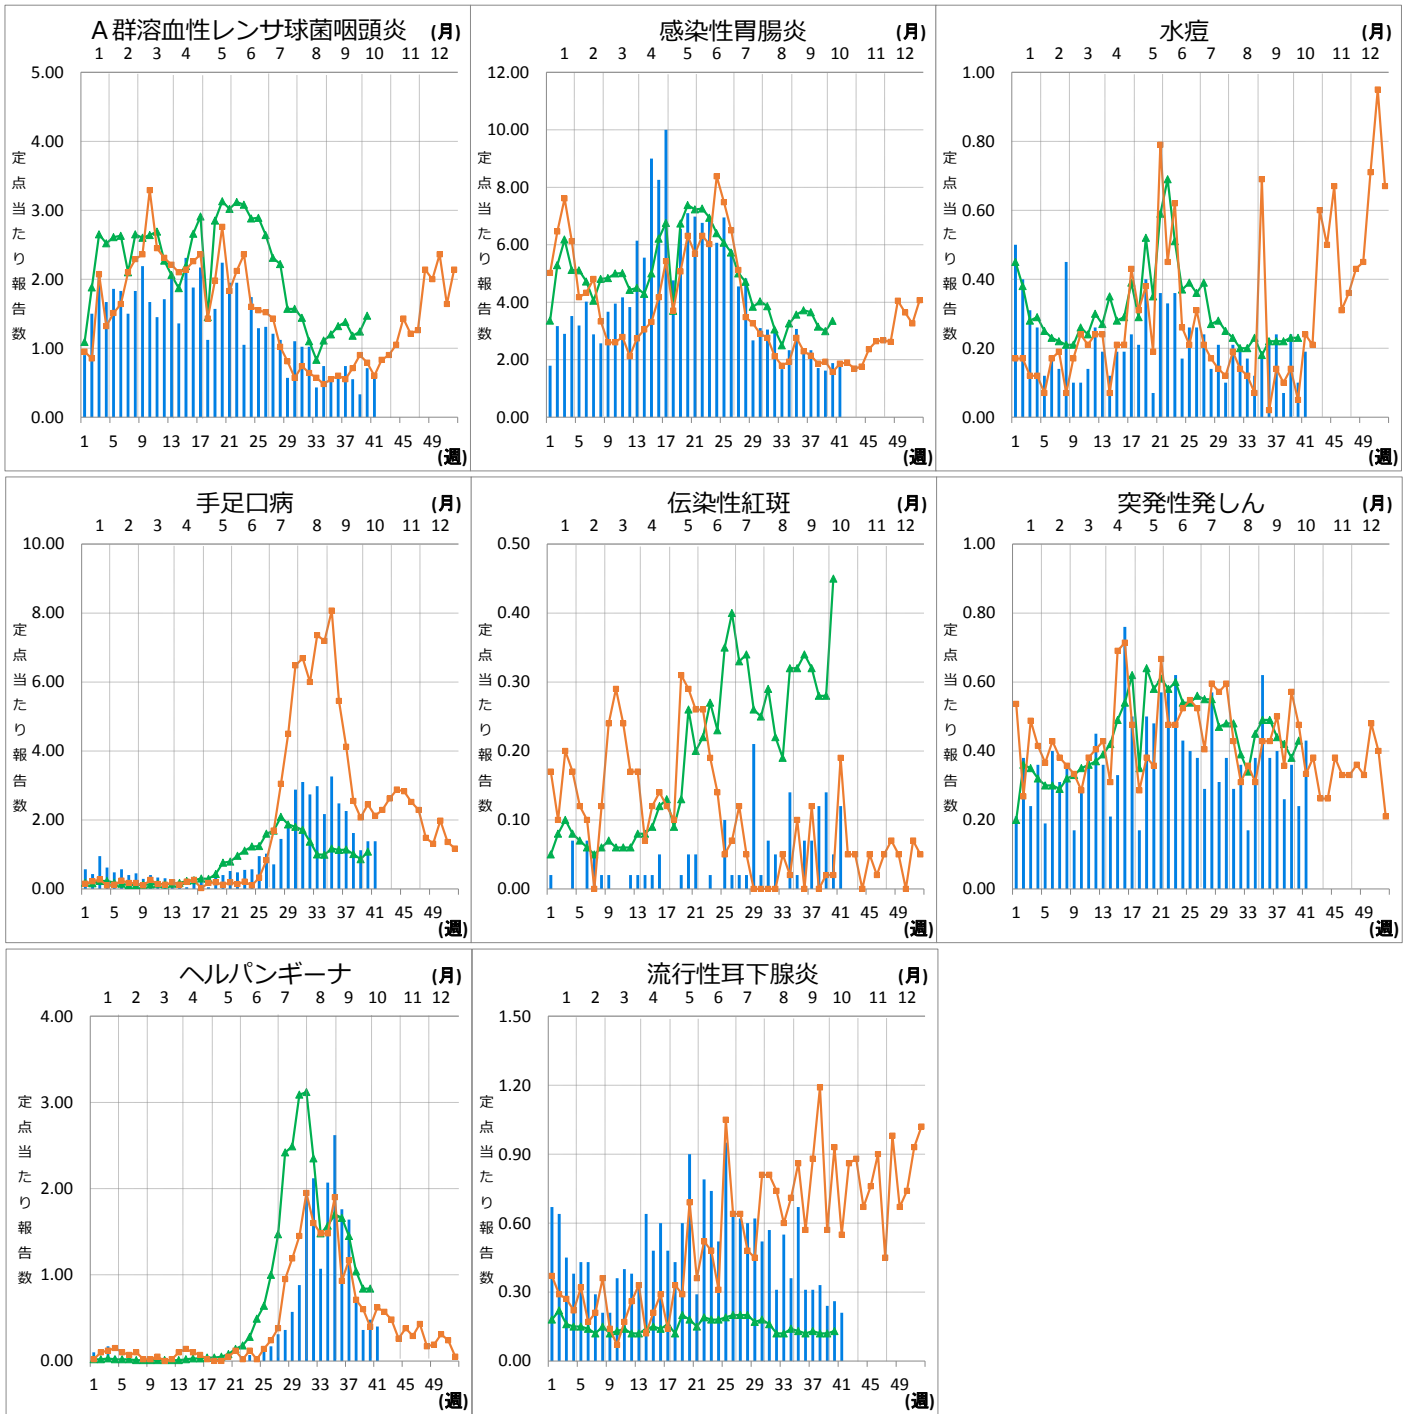 A群溶血性レンサ球菌咽頭炎 (月)
1 2 3 4 5 6 7 8 9 10 11 12
5.00
4.00
3.00
2.00
1.00
0.00
定点当たり報告数
1 5 9 13 17 21 25 29 33 37 41 45 49
(週)
感染性胃腸炎 (月)
1 2 3 4 5 6 7 8 9 10 11 12
12.00
10.00
8.00
6.00
4.00
2.00
0.00
定点当たり報告数
1 5 9 13 17 21 25 29 33 37 41 45 49
(週)
水痘 (月)
1 2 3 4 5 6 7 8 9 10 11 12
1.00
0.80
0.60
0.40
0.20
0.00
定点当たり報告数
1 5 9 13 17 21 25 29 33 37 41 45 49
(週)
手足口病 (月)
1 2 3 4 5 6 7 8 9 10 11 12
10.00
8.00
6.00
4.00
2.00
0.00
定点当たり報告数
1 5 9 13 17 21 25 29 33 37 41 45 49
(週)
伝染性紅斑 (月)
1 2 3 4 5 6 7 8 9 10 11 12
0.50
0.40
0.30
0.20
0.10
0.00
定点当たり報告数
1 5 9 13 17 21 25 29 33 37 41 45 49
(週)
突発性発しん (月)
1 2 3 4 5 6 7 8 9 10 11 12
1.00
0.80
0.60
0.40
0.20
0.00
定点当たり報告数
1 5 9 13 17 21 25 29 33 37 41 45 49
(週)
ヘルパンギーナ (月)
1 2 3 4 5 6 7 8 9 10 11 12
4.00
3.00
2.00
1.00
0.00
定点当たり報告数
1 5 9 13 17 21 25 29 33 37 41 45 49
(週)
流行性耳下腺炎 (月)
1 2 3 4 5 6 7 8 9 10 11 12
1.50
1.20
0.90
0.60
0.30
0.00
定点当たり報告数
1 5 9 13 17 21 25 29 33 37 41 45 49
(週)